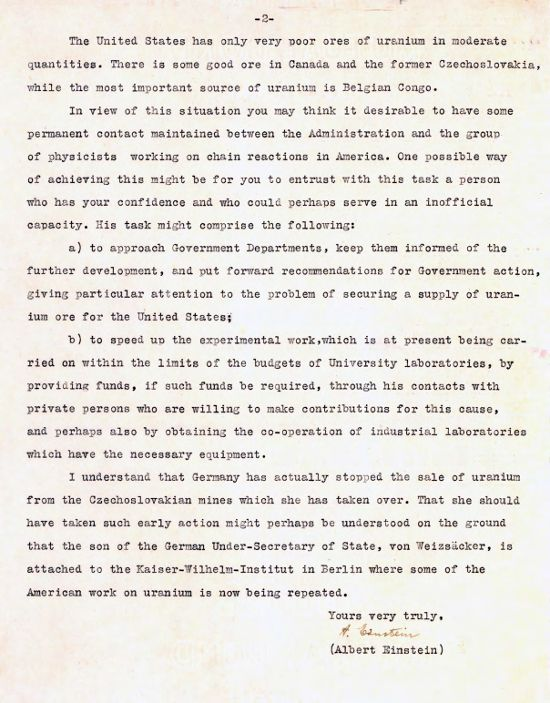 -2-
The United States has only very poor ores of uranium in moderate
quantities. There is some good ore in Canada and the former Czechoslovakia,
while the most important source of uranium is Belgian Congo.
In view of this situation you may think it desirable to have some
permanent contact maintained between the Administration and the group
of physicists working on chain reactions in America. One possible way
of achieving this might be for you to entrust with this task a person
who has your confidence and who could perhaps serve in an inofficial
capacity. His task might comprise the following:
a) to approach Government Departments, keep them informed of the
further development, and put forward recommendations for Government action,
giving particular attention to the problem of securing a supply of uran-
ium ore for the United States;
b) to speed up the experimental work,which is at present being car-
ried on within the limits of the budgets of University laboratories, by
providing funds, if such funds be required, through his contacts with
private persons who are willing to make contributions for this cause,
and perhaps also by obtaining the co-operation of industrial laboratories
which have the necessary equipment.
I understand that Germany has actually stopped the sale of uranium
from the Czechoslovakian mines which she has taken over. That she should
have taken such early action might perhaps be understood on the ground
that the son of the German Under-Secretary of State, von Weizsäcker, is
attached to the Kaiser-Wilhelm-Institut in Berlin where some of the
American work on uranium is now being repeated.
Yours very truly,
A. Einstein
(Albert Einstein)